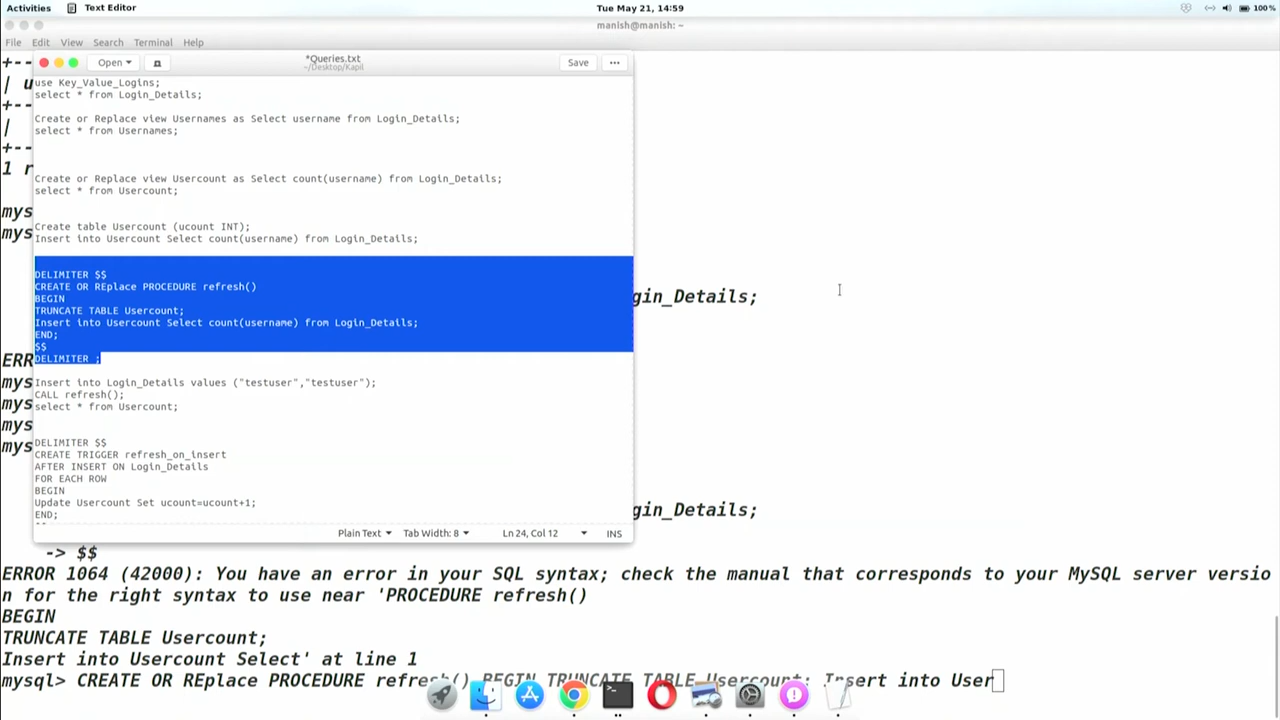 Activities Text Editor Tue May 21, 14:59 100%
manish@manish: ~
File Edit View Search Terminal Help
+--
| u
+--
|
+--
1 r
mys
mys
gin_Details;
ERR
mys
mys
mys
mys
gin_Details;
Open *Queries.txt Save
~/Desktop/Kapil
use Key_Value_Logins;
select * from Login_Details;
Create or Replace view Usernames as Select username from Login_Details;
select * from Usernames;
Create or Replace view Usercount as Select count(username) from Login_Details;
select * from Usercount;
Create table Usercount (ucount INT);
Insert into Usercount Select count(username) from Login_Details;
DELIMITER $$
CREATE OR REplace PROCEDURE refresh()
BEGIN
TRUNCATE TABLE Usercount;
Insert into Usercount Select count(username) from Login_Details;
END;
$$
DELIMITER ;
Insert into Login_Details values ("testuser","testuser");
CALL refresh();
select * from Usercount;
DELIMITER $$
CREATE TRIGGER refresh_on_insert
AFTER INSERT ON Login_Details
FOR EACH ROW
BEGIN
Update Usercount Set ucount=ucount+1;
END;
Plain Text Tab Width: 8 Ln 24, Col 12 INS
-> $$
ERROR 1064 (42000): You have an error in your SQL syntax; check the manual that corresponds to your MySQL server versio
n for the right syntax to use near 'PROCEDURE refresh()
BEGIN
TRUNCATE TABLE Usercount;
Insert into Usercount Select' at line 1
mysql> CREATE OR REplace PROCEDURE refresh() BEGIN TRUNCATE TABLE Usercount; Insert into User